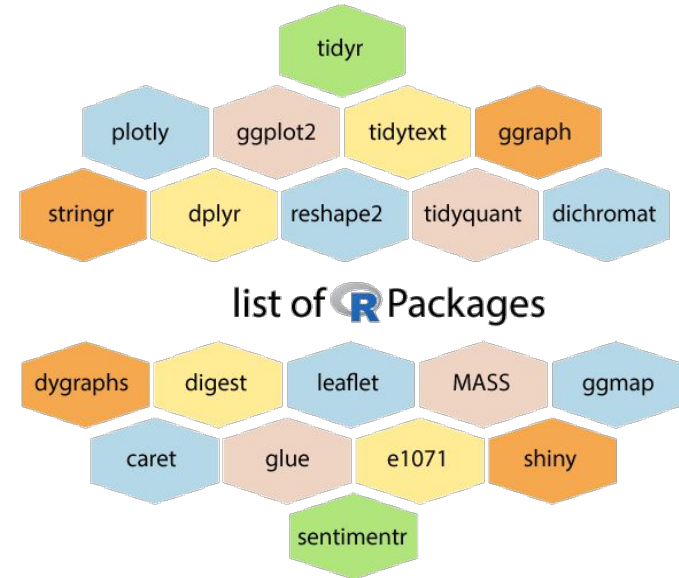 tidyr
plotly ggplot2 tidytext ggraph
stringr dplyr reshape2 tidyquant dichromat
list of R Packages
dygraphs digest leaflet MASS ggmap
caret glue e1071 shiny
sentimentr